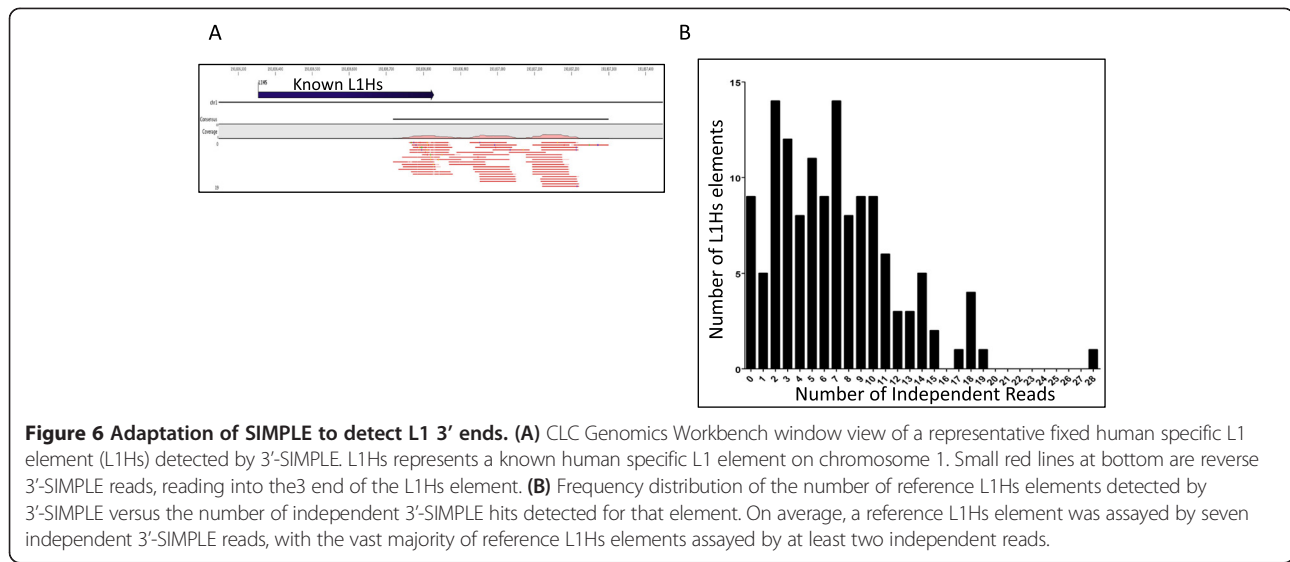 A
B
L1HS
Known L1Hs
chr1
Consensus
Coverage
Number of L1Hs elements
15
10
5
0
0 1 2 3 4 5 6 7 8 9 10 11 12 13 14 15 16 17 18 19 20 21 22 23 24 25 26 27 28
Number of Independent Reads
Figure 6 Adaptation of SIMPLE to detect L1 3’ ends. (A) CLC Genomics Workbench window view of a representative fixed human specific L1
element (L1Hs) detected by 3’-SIMPLE. L1Hs represents a known human specific L1 element on chromosome 1. Small red lines at bottom are reverse
3’-SIMPLE reads, reading into the3 end of the L1Hs element. (B) Frequency distribution of the number of reference L1Hs elements detected by
3’-SIMPLE versus the number of independent 3’-SIMPLE hits detected for that element. On average, a reference L1Hs element was assayed by seven
independent 3’-SIMPLE reads, with the vast majority of reference L1Hs elements assayed by at least two independent reads.